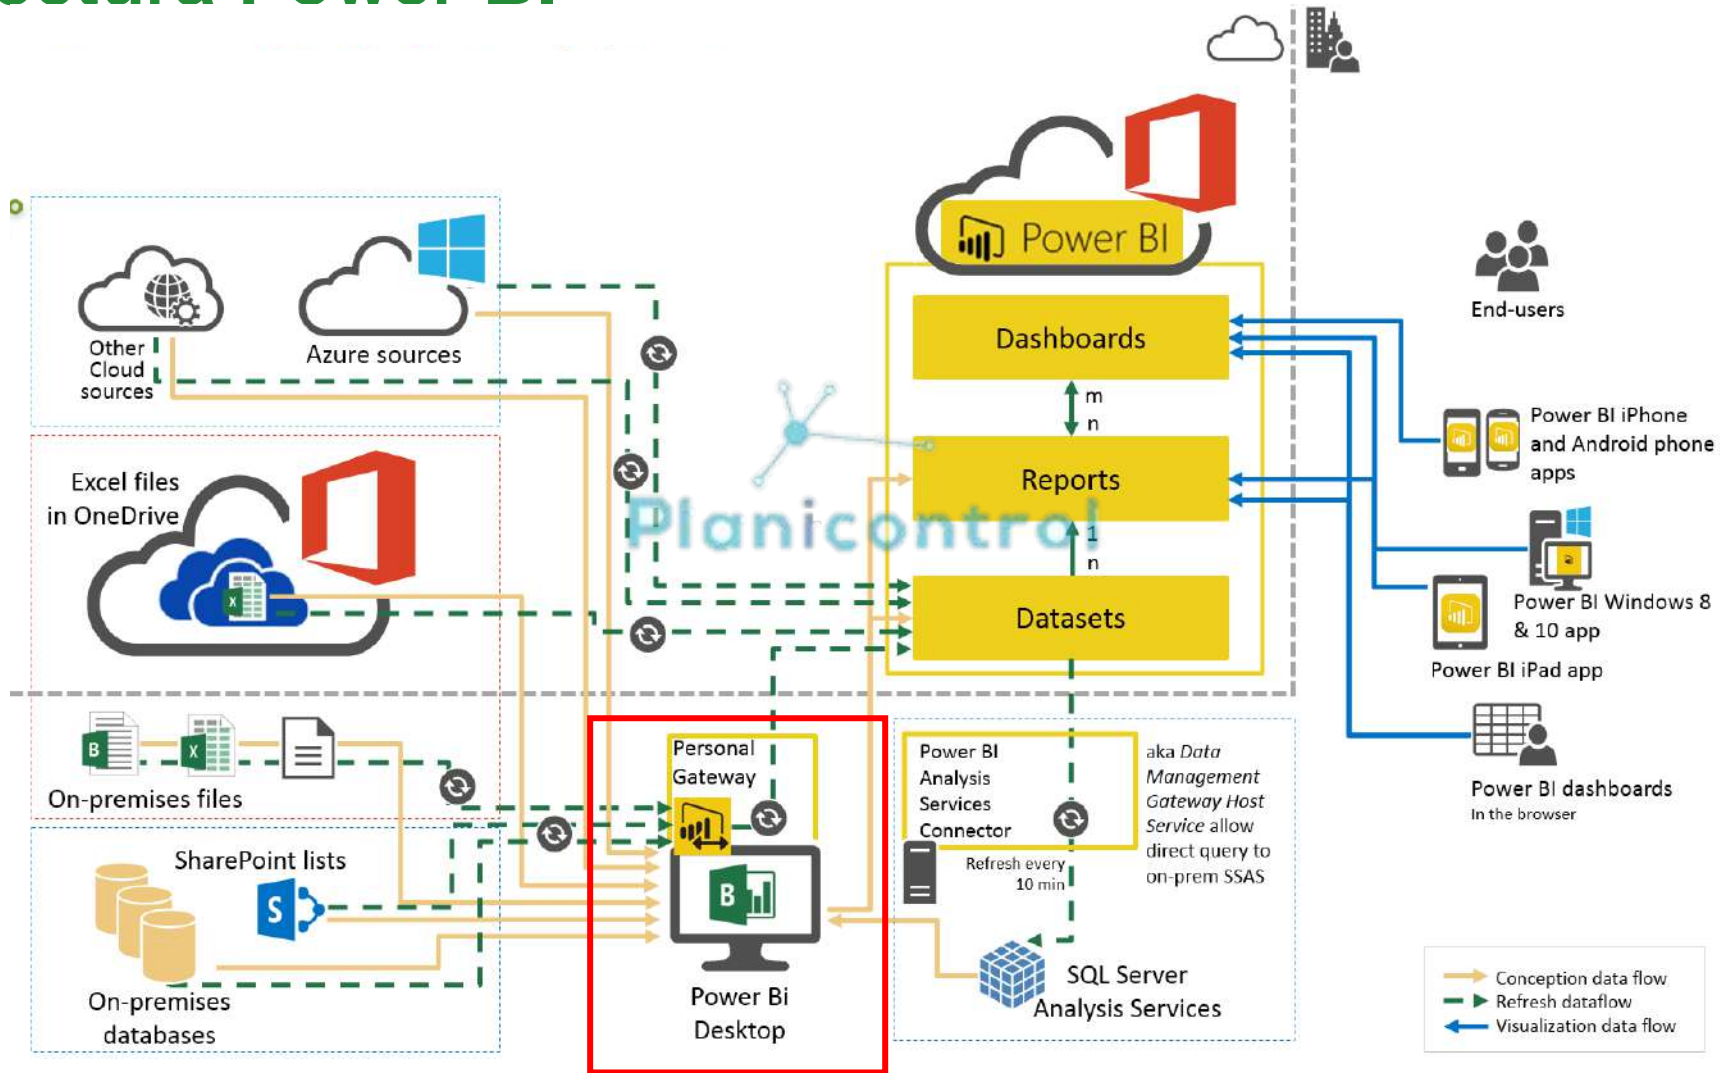 Power BI
Power BI
Dashboards
m
n
Reports
1
n
Datasets
End-users
Power BI iPhone
and Android phone
apps
Power BI Windows 8
& 10 app
Power BI iPad app
Power BI dashboards
In the browser
Other
Cloud
sources
Azure sources
Excel files
in OneDrive
X
Planicontrol
B
X
On-premises files
SharePoint lists
S
On-premises
databases
Personal
Gateway
B
Power Bi
Desktop
Power BI
Analysis
Services
Connector
aka Data
Management
Gateway Host
Service allow
direct query to
on-prem SSAS
Refresh every
10 min
SQL Server
Analysis Services
Conception data flow
Refresh dataflow
Visualization data flow